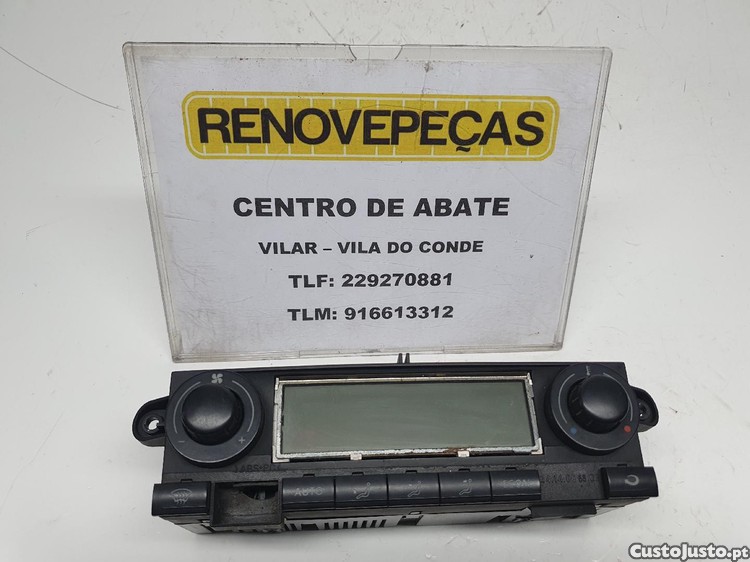 RENOVEPEÇAS
CENTRO DE ABATE
VILAR – VILA DO CONDE
TLF: 229270881
TLM: 916613312
- +
AUTO
CustoJusto.pt